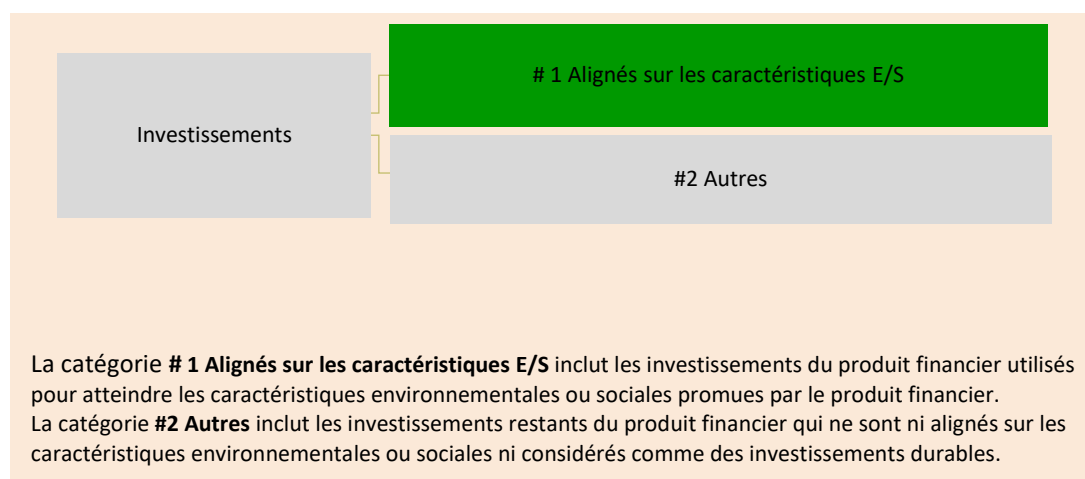 # 1 Alignés sur les caractéristiques E/S
Investissements
#2 Autres
La catégorie # 1 Alignés sur les caractéristiques E/S inclut les investissements du produit financier utilisés
pour atteindre les caractéristiques environnementales ou sociales promues par le produit financier.
La catégorie #2 Autres inclut les investissements restants du produit financier qui ne sont ni alignés sur les
caractéristiques environnementales ou sociales ni considérés comme des investissements durables.